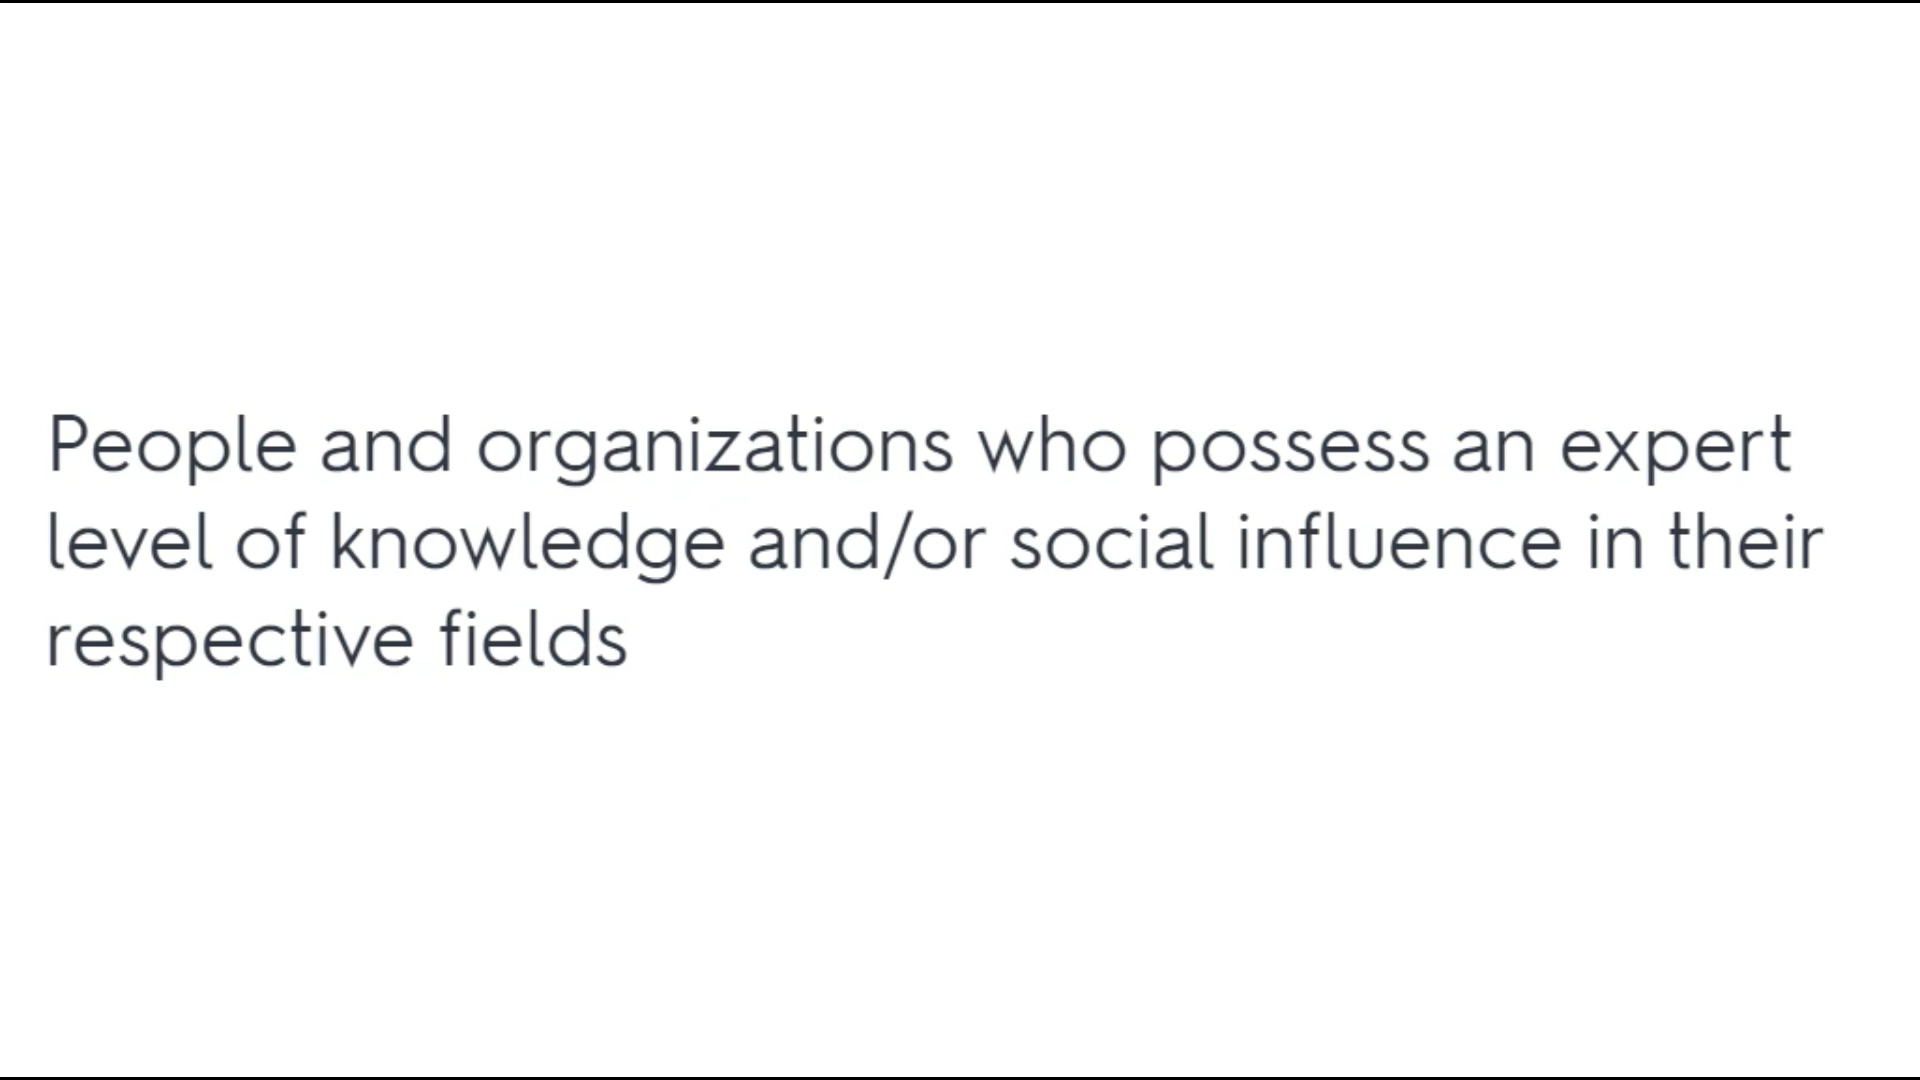 People and organizations who possess an expert
level of knowledge and/or social influence in their
respective fields